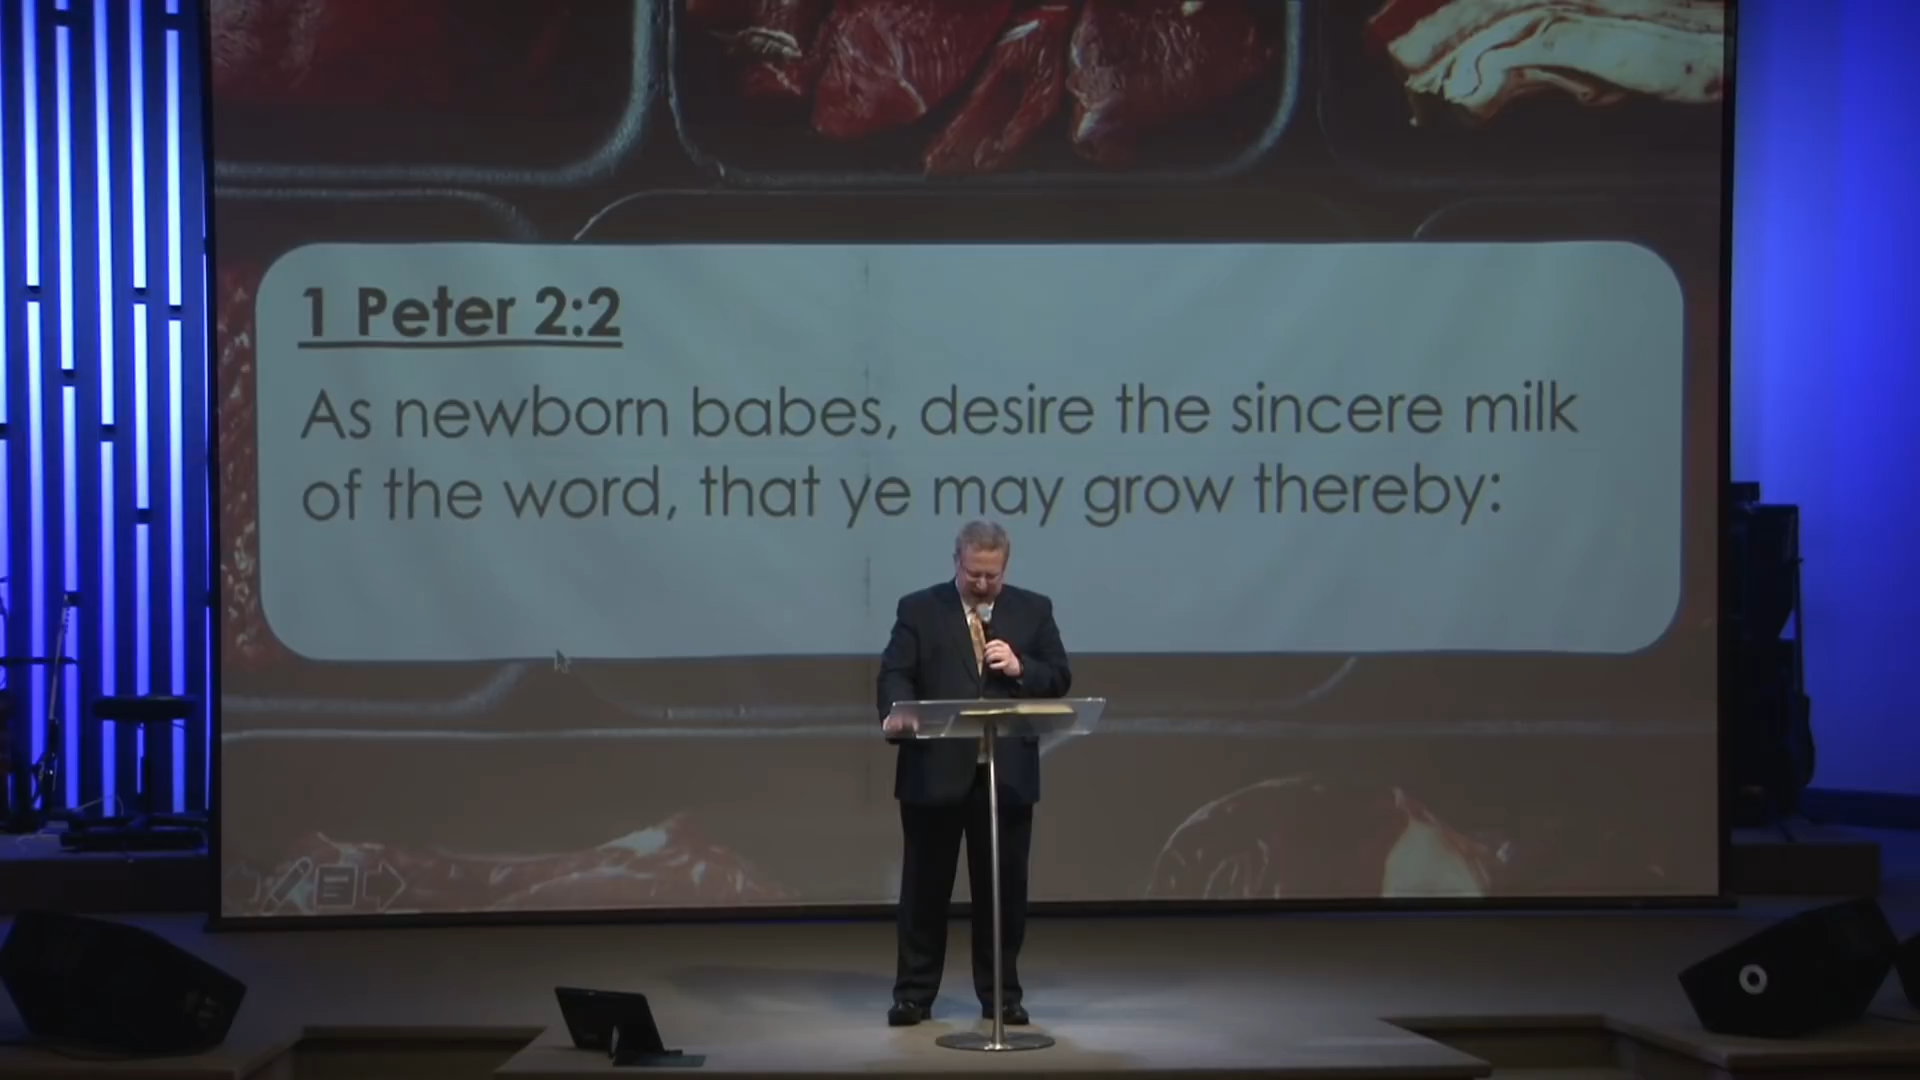 1 Peter 2:2
As newborn babes, desire the sincere milk
of the word, that ye may grow thereby: